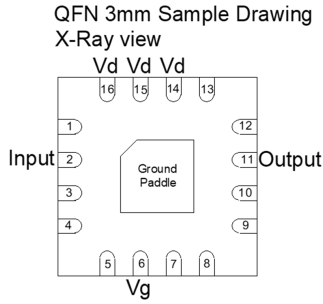 QFN 3mm Sample Drawing
X-Ray view
Vd Vd Vd
16 15 14 13
1 12
Input 2 11 Output
Ground
Paddle
3 10
4 9
5 6 7 8
Vg